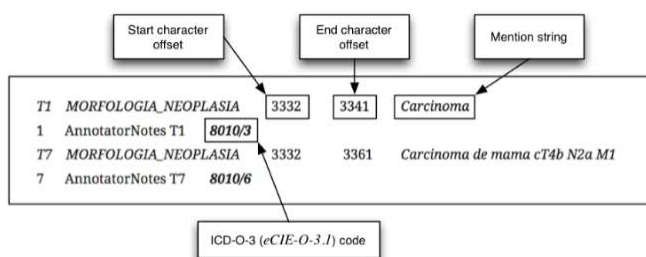 Start character
offset
End character
offset
Mention string
T1 MORFOLOGIA_NEOPLASIA 3332 3341 Carcinoma
1 AnnotatorNotes T1 8010/3
T7 MORFOLOGIA_NEOPLASIA 3332 3361 Carcinoma de mama cT4b N2a M1
7 AnnotatorNotes T7 8010/6
ICD-O-3 (eCIE-O-3.1) code